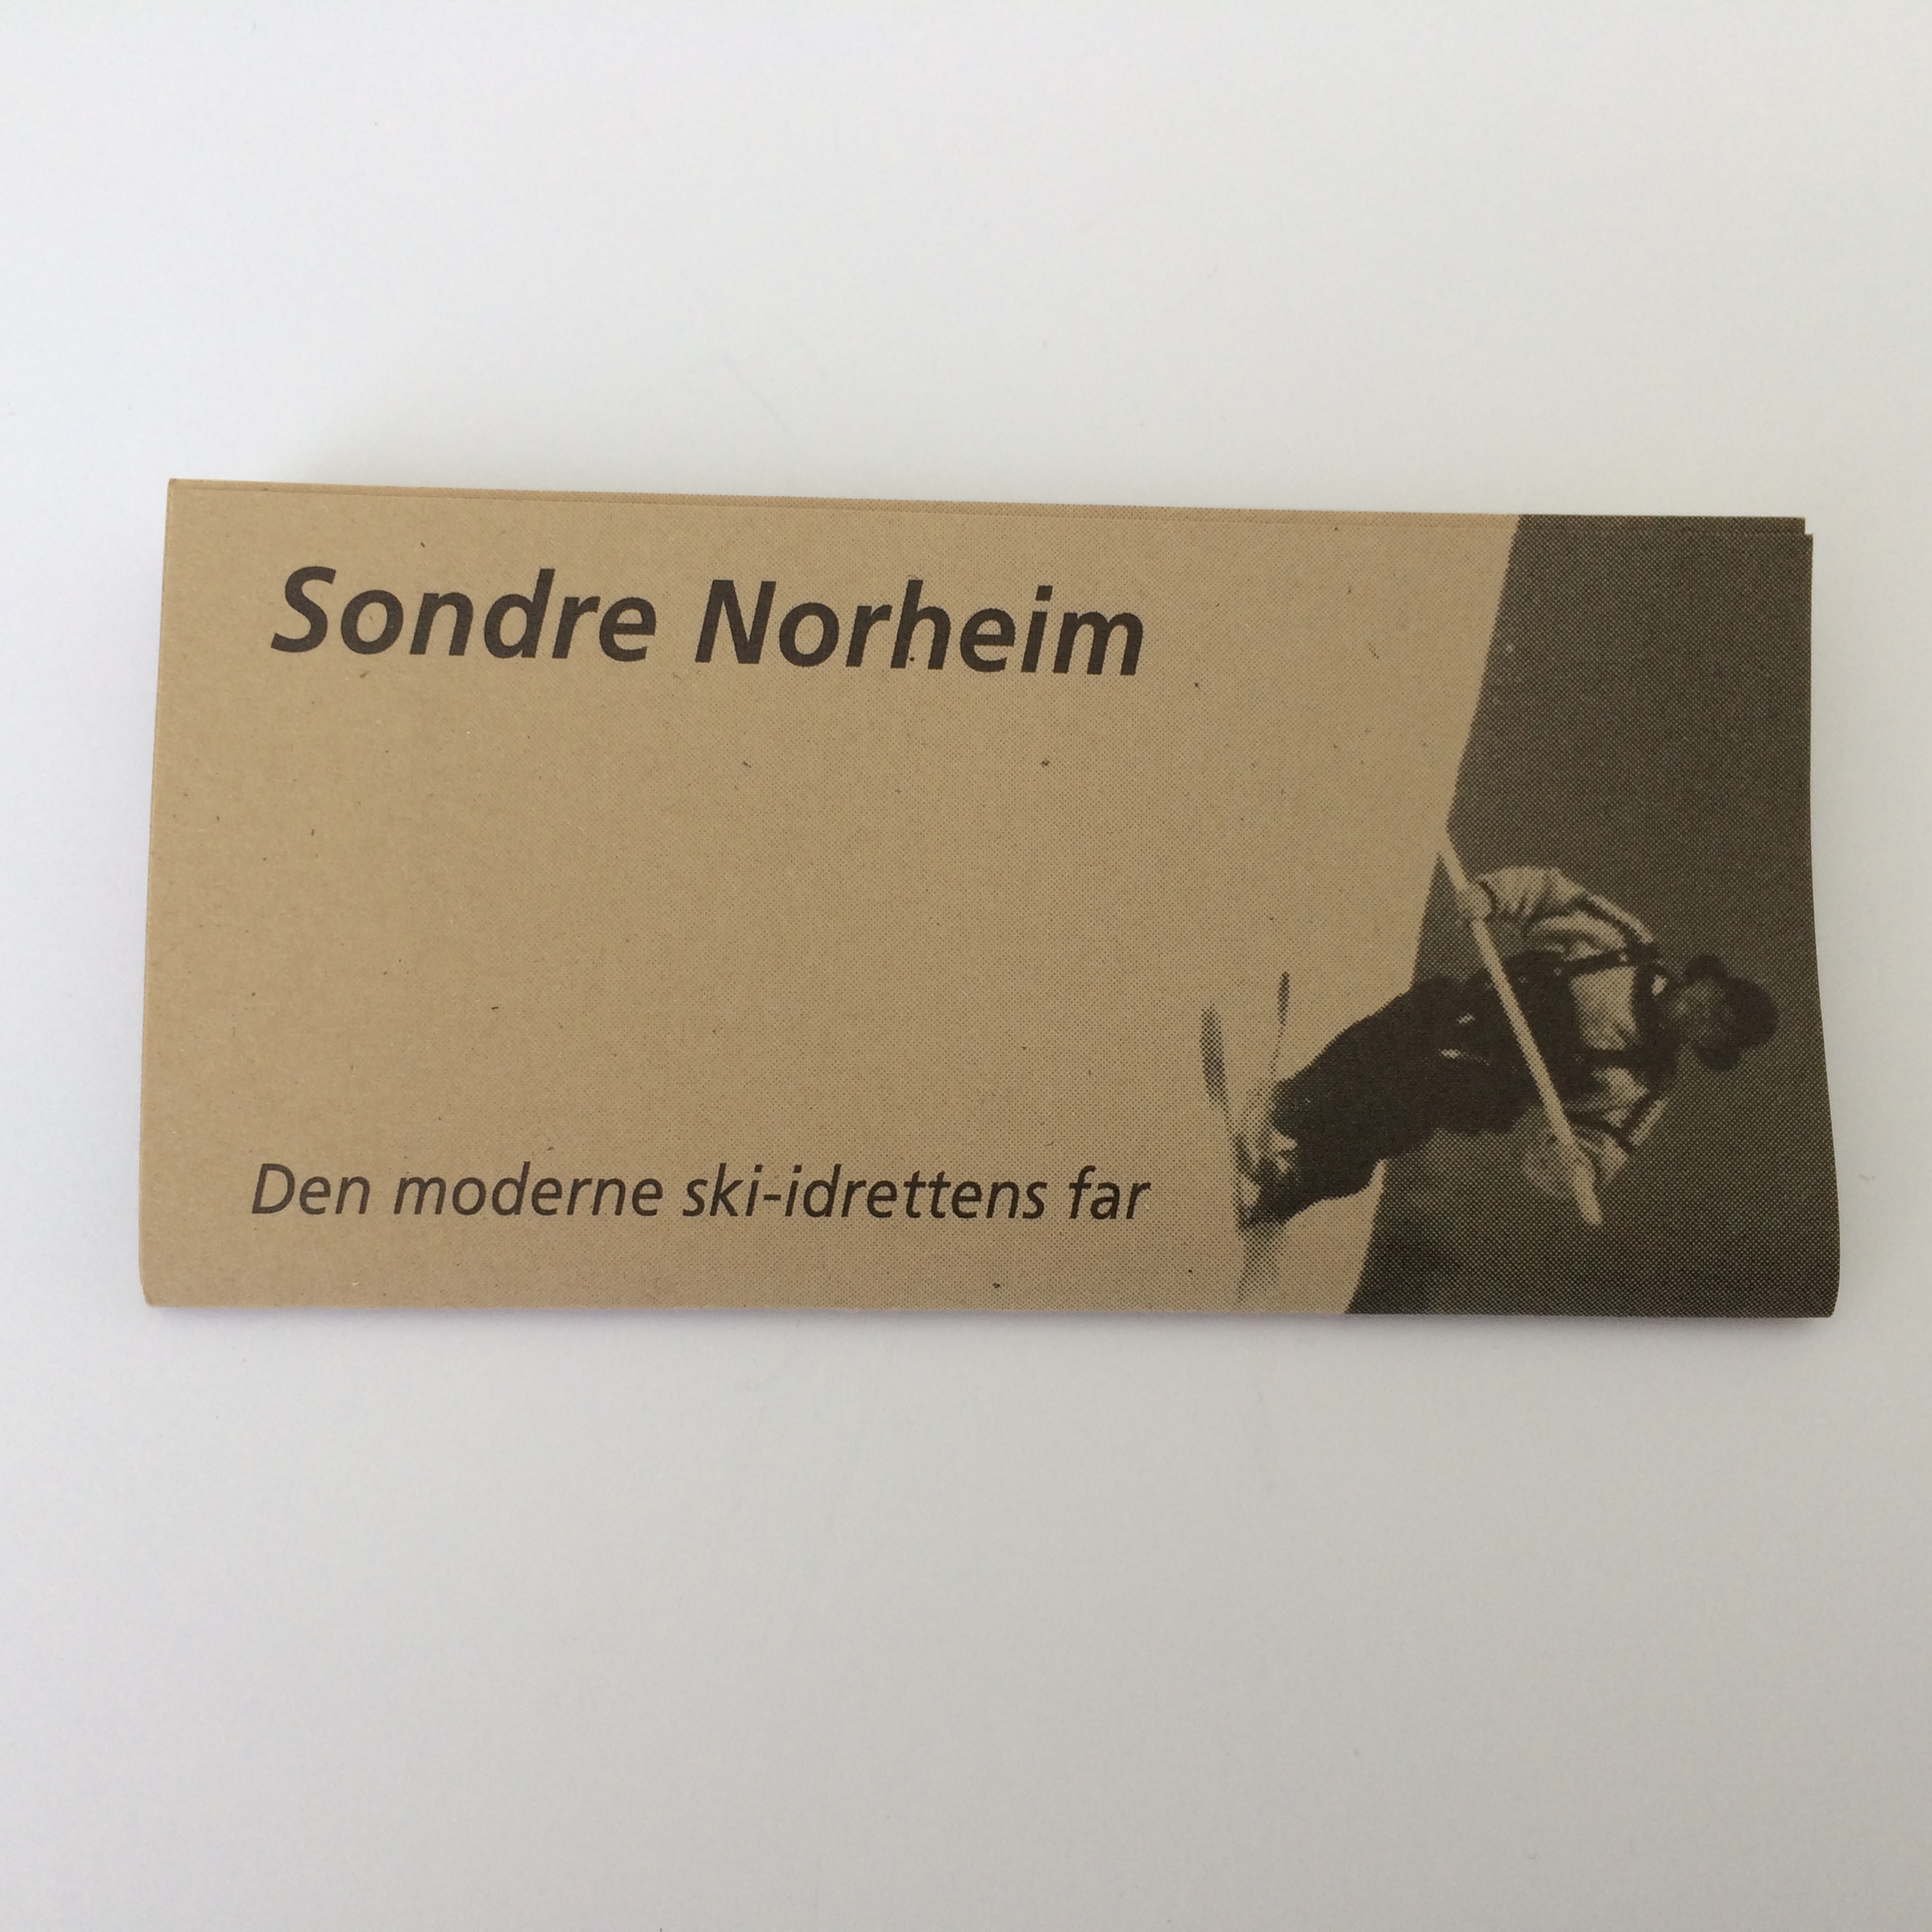 Sondre Norheim
Den moderne ski-idrettens far